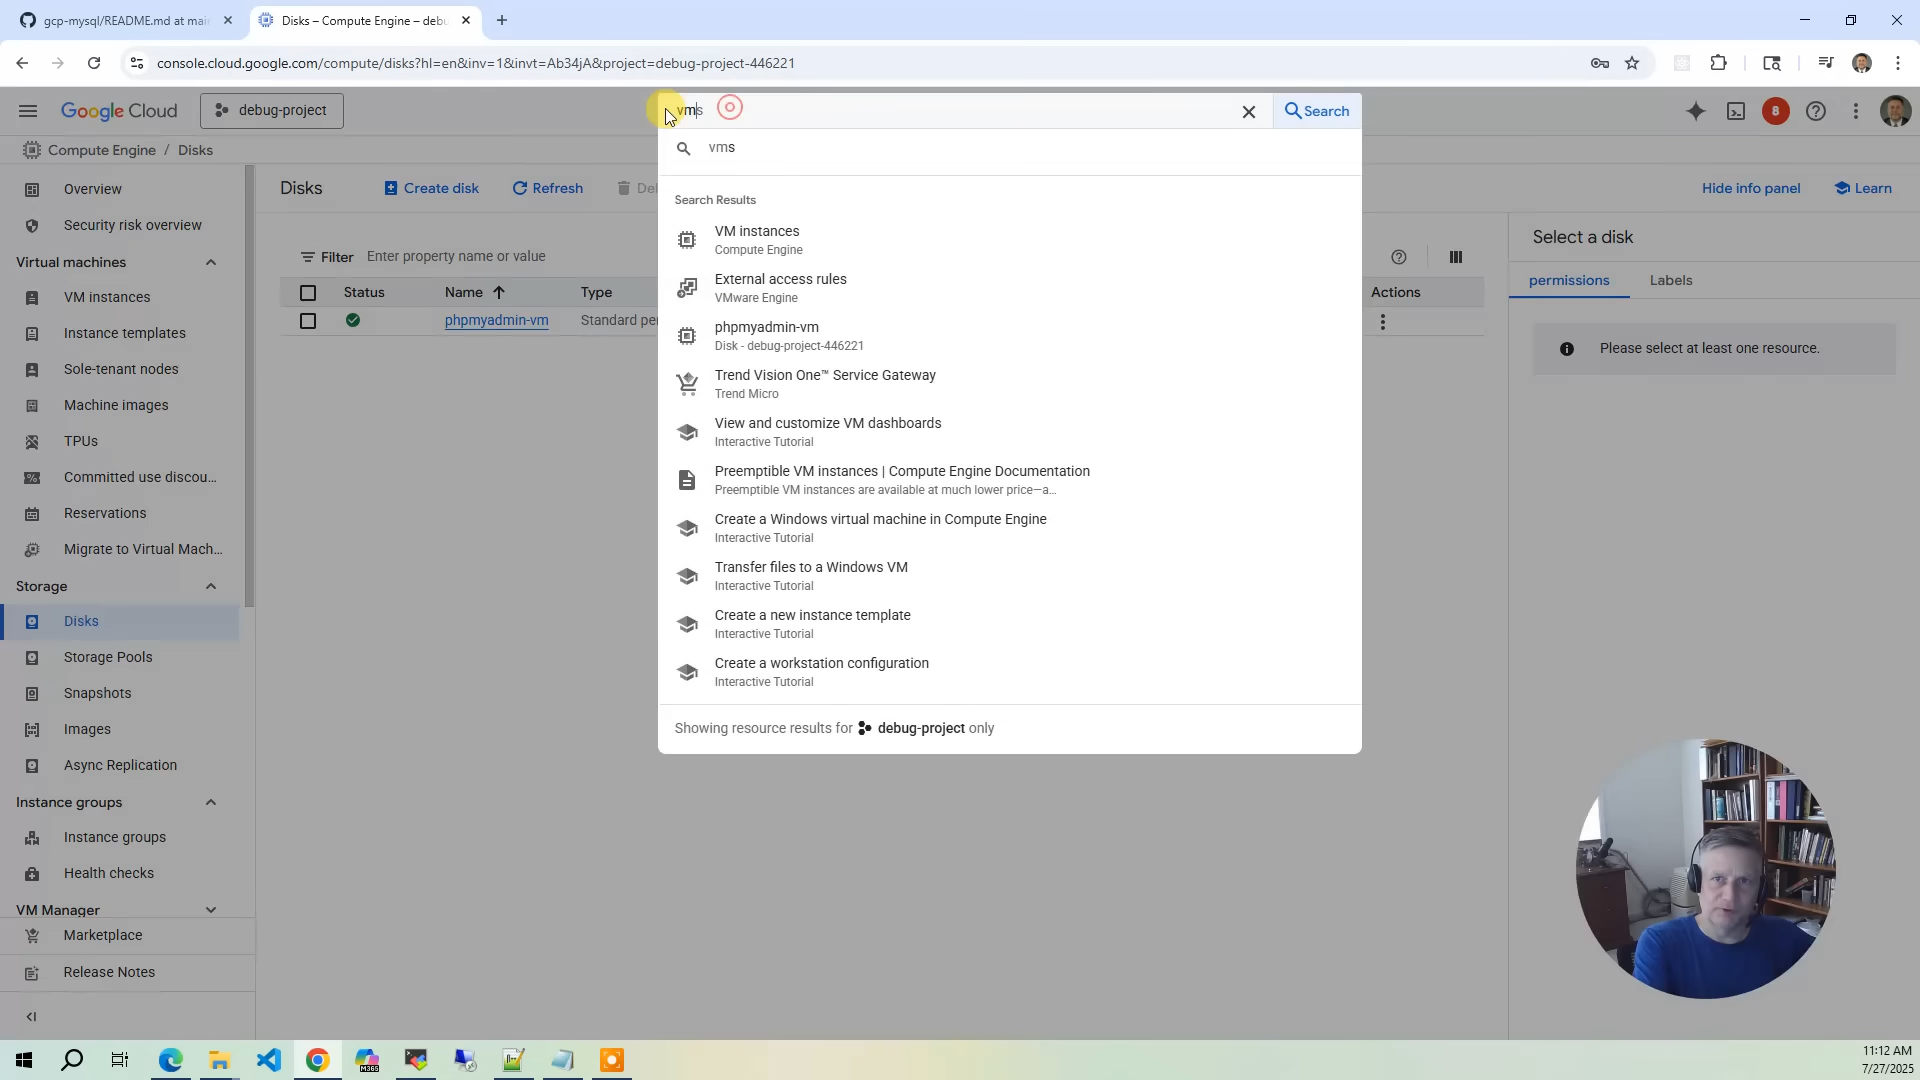 gcp-mysql/README.md at mai
Disks – Compute Engine – debu
console.cloud.google.com/compute/disks?hl=en&inv=1&invt=Ab34jA&project=debug-project-446221
Google Cloud
debug-project
vms
Search
8
Compute Engine / Disks
vms
Overview
Security risk overview
Virtual machines
VM instances
Instance templates
Sole-tenant nodes
Machine images
TPUs
Committed use discou...
Reservations
Migrate to Virtual Mach...
Storage
Disks
Storage Pools
Snapshots
Images
Async Replication
Instance groups
Instance groups
Health checks
VM Manager
Marketplace
Release Notes
Disks
Create disk
Refresh
Del
Hide info panel
Learn
Filter Enter property name or value
Status
Name
Type
Actions
phpmyadmin-vm
Standard per
Search Results
VM instances
Compute Engine
External access rules
VMware Engine
phpmyadmin-vm
Disk - debug-project-446221
Trend Vision One™ Service Gateway
Trend Micro
View and customize VM dashboards
Interactive Tutorial
Preemptible VM instances | Compute Engine Documentation
Preemptible VM instances are available at much lower price—a...
Create a Windows virtual machine in Compute Engine
Interactive Tutorial
Transfer files to a Windows VM
Interactive Tutorial
Create a new instance template
Interactive Tutorial
Create a workstation configuration
Interactive Tutorial
Showing resource results for debug-project only
Select a disk
permissions
Labels
Please select at least one resource.
M365
11:12 AM
7/27/2025